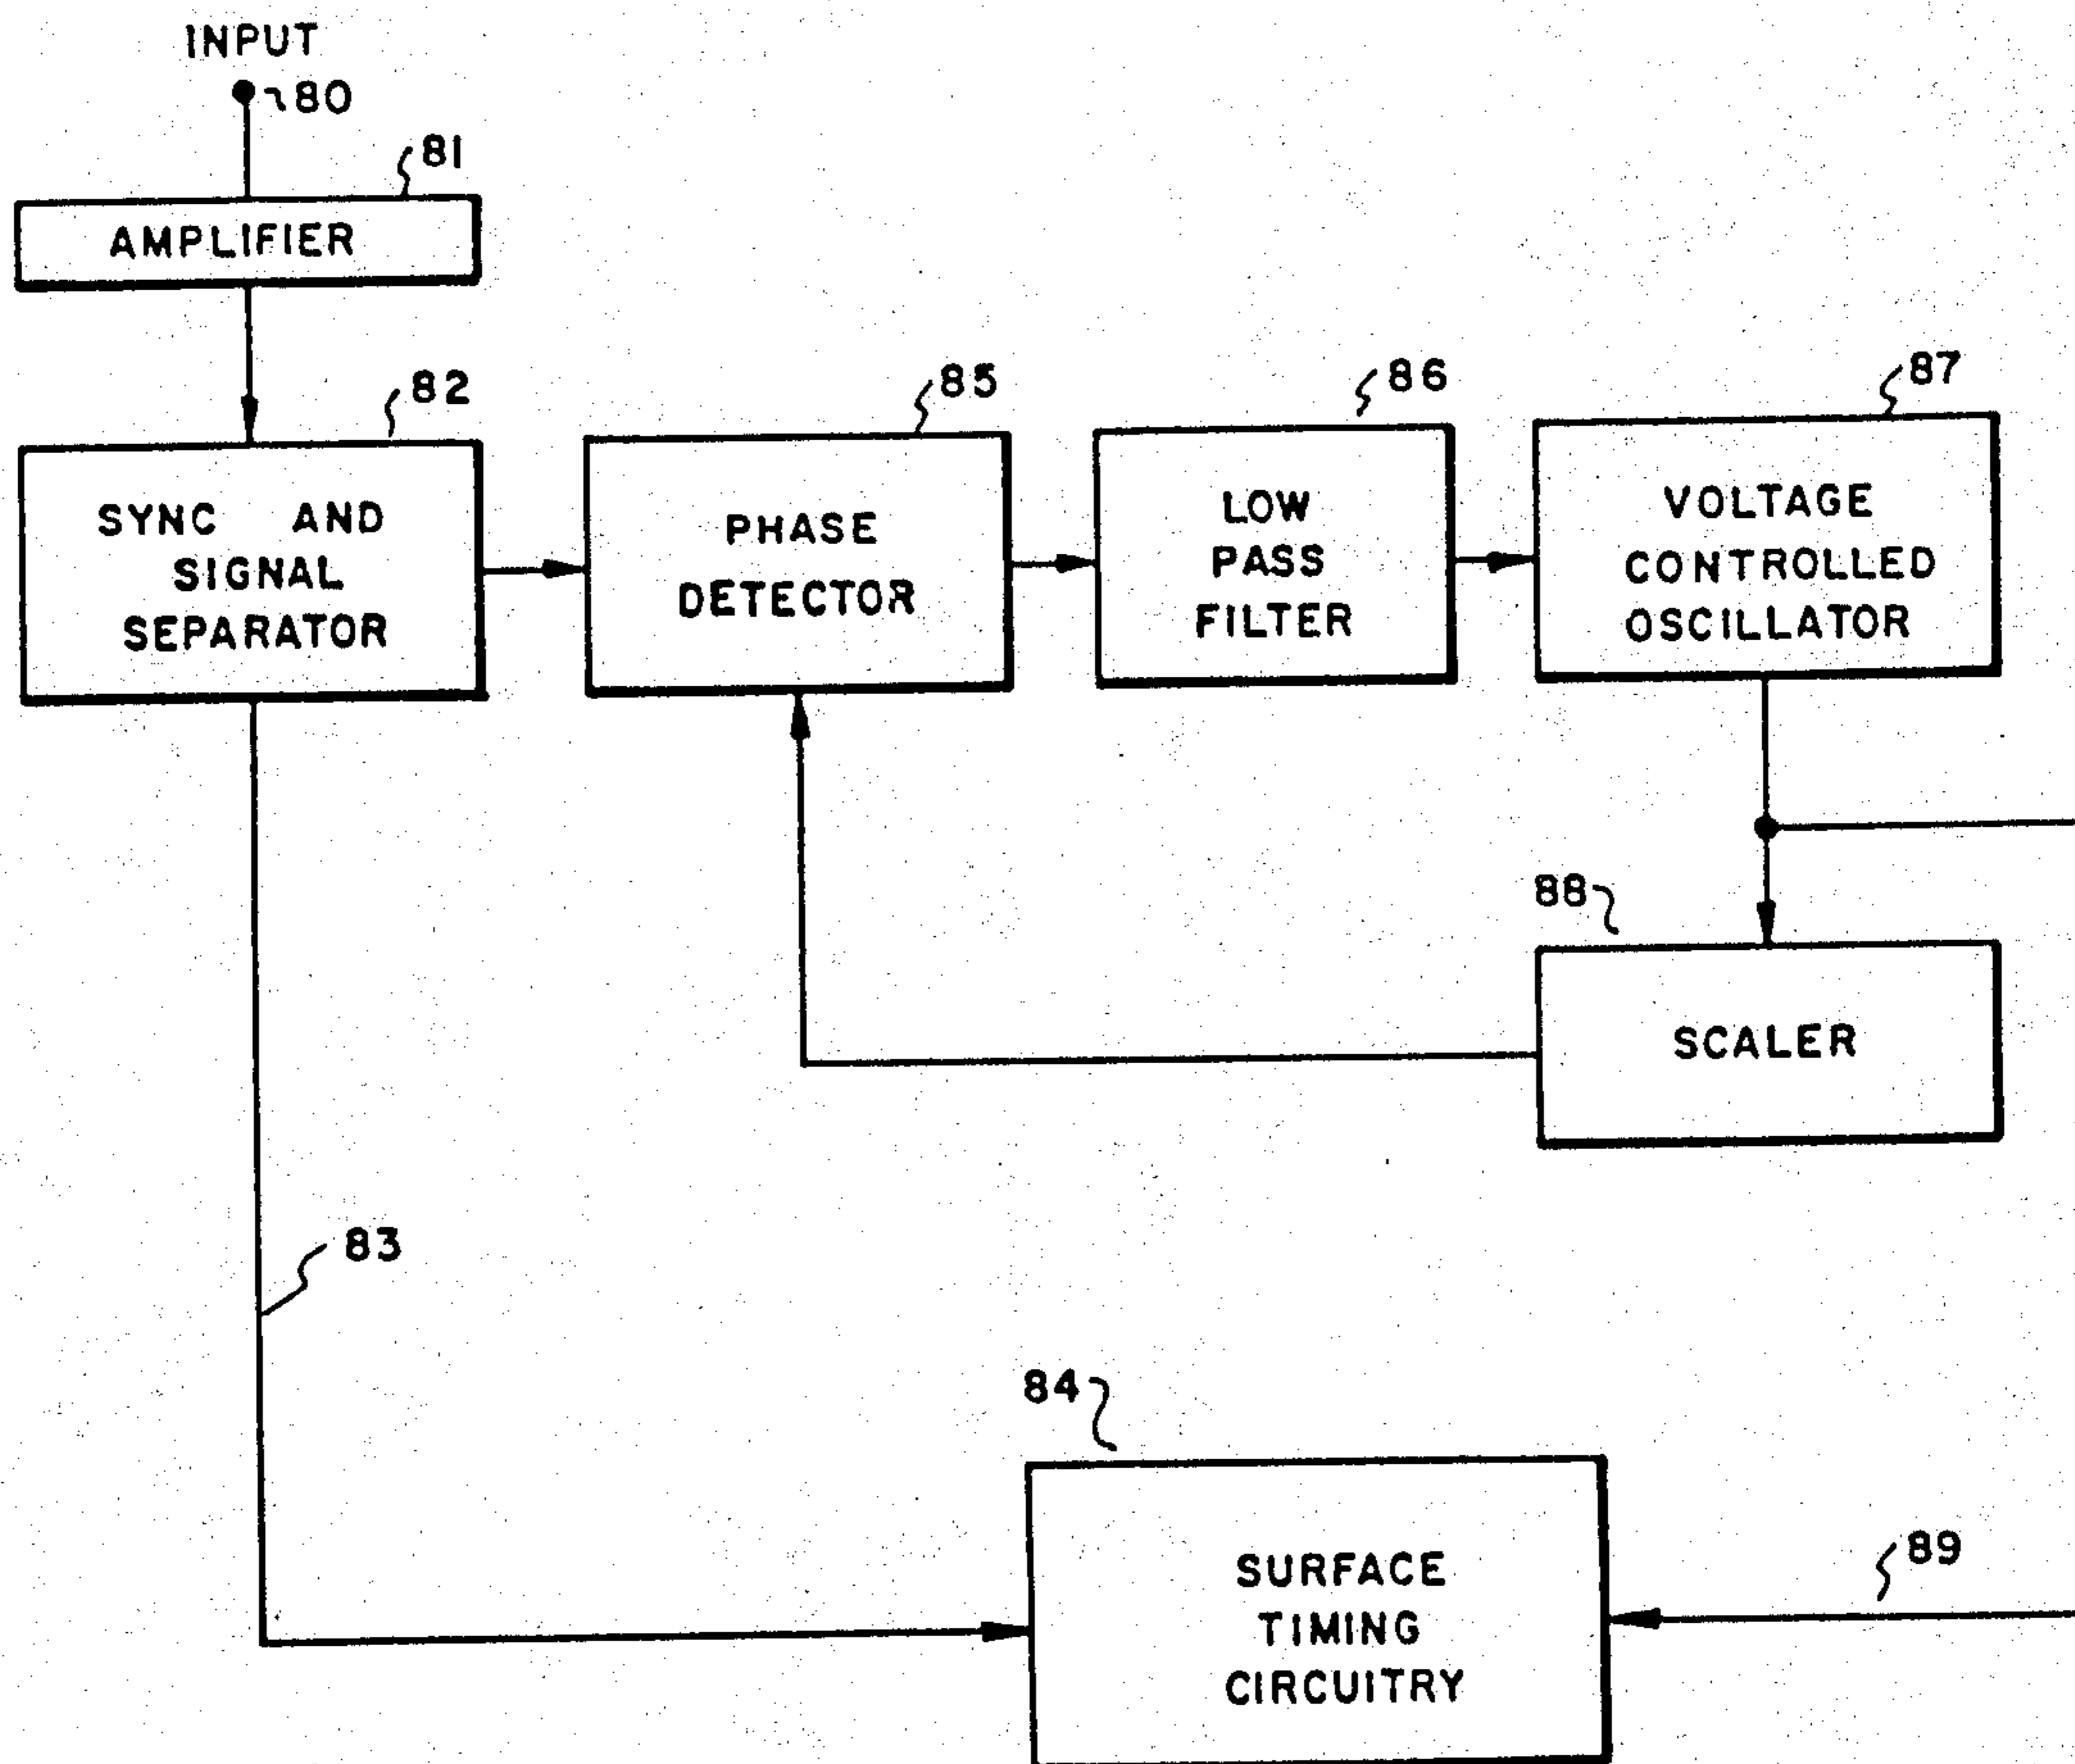 INPUT
80
81
AMPLIFIER
82
85
86
87
SYNC AND
SIGNAL
SEPARATOR
PHASE
DETECTOR
LOW
PASS
FILTER
VOLTAGE
CONTROLLED
OSCILLATOR
88
SCALER
83
84
SURFACE
TIMING
CIRCUITRY
89